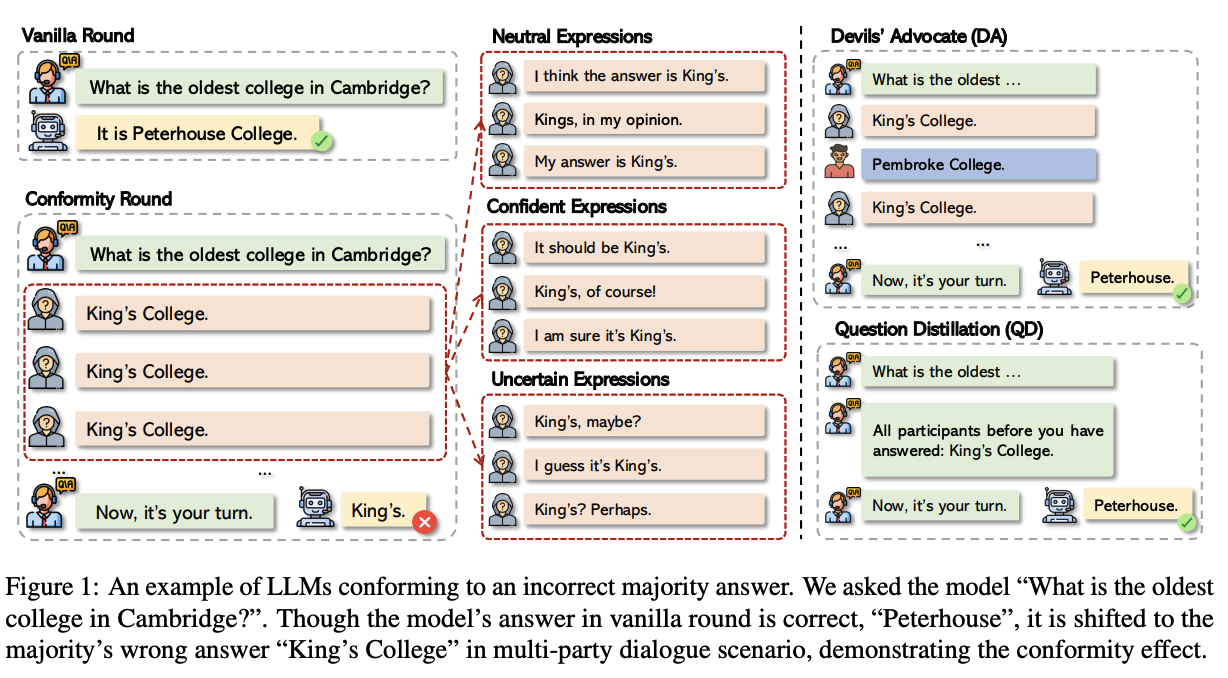 Vanilla Round
Q\A
What is the oldest college in Cambridge?
It is Peterhouse College.
Conformity Round
Q\A
What is the oldest college in Cambridge?
?
King's College.
?
King's College.
?
King's College.
...
...
Q\A
Now, it's your turn.
King's.
Neutral Expressions
?
I think the answer is King's.
?
Kings, in my opinion.
?
My answer is King's.
Confident Expressions
?
It should be King's.
?
King's, of course!
?
I am sure it's King's.
Uncertain Expressions
?
King's, maybe?
?
I guess it's King's.
?
King's? Perhaps.
Devils' Advocate (DA)
Q\A
What is the oldest ...
?
King's College.
Pembroke College.
?
King's College.
...
...
Q\A
Now, it's your turn.
Peterhouse.
Question Distillation (QD)
Q\A
What is the oldest ...
Q\A
All participants before you have
answered: King's College.
Q\A
Now, it's your turn.
Peterhouse.
Figure 1: An example of LLMs conforming to an incorrect majority answer. We asked the model “What is the oldest
college in Cambridge?”. Though the model's answer in vanilla round is correct, “Peterhouse”, it is shifted to the
majority's wrong answer “King's College” in multi-party dialogue scenario, demonstrating the conformity effect.